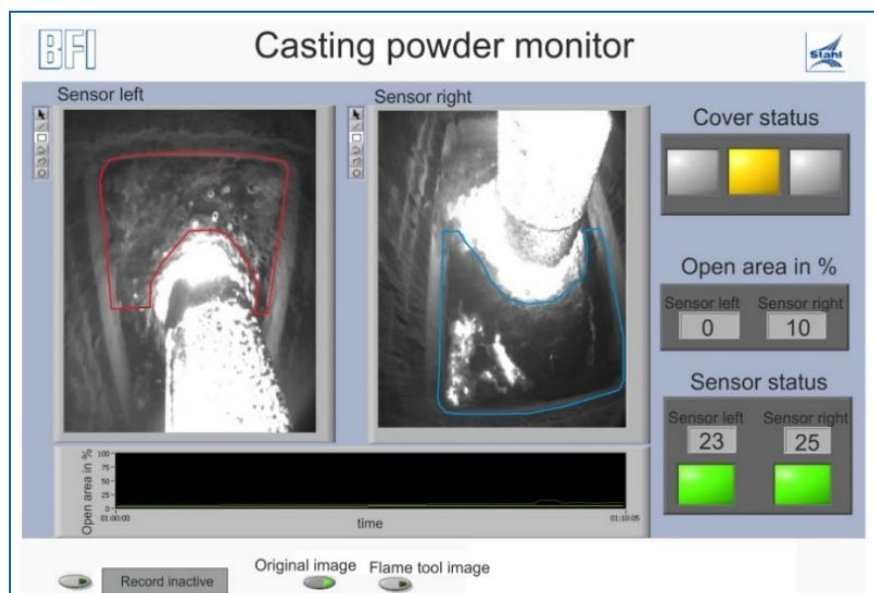 BFI
Casting powder monitor
Stahl
Sensor left
Sensor right
Cover status
Open area in %
Sensor left Sensor right
0 10
Sensor status
Sensor left Sensor right
23 25
Open area in %
100
75
50
25
0
01:00:00
time
01:10:05
Original image
Flame tool image
Record inactive